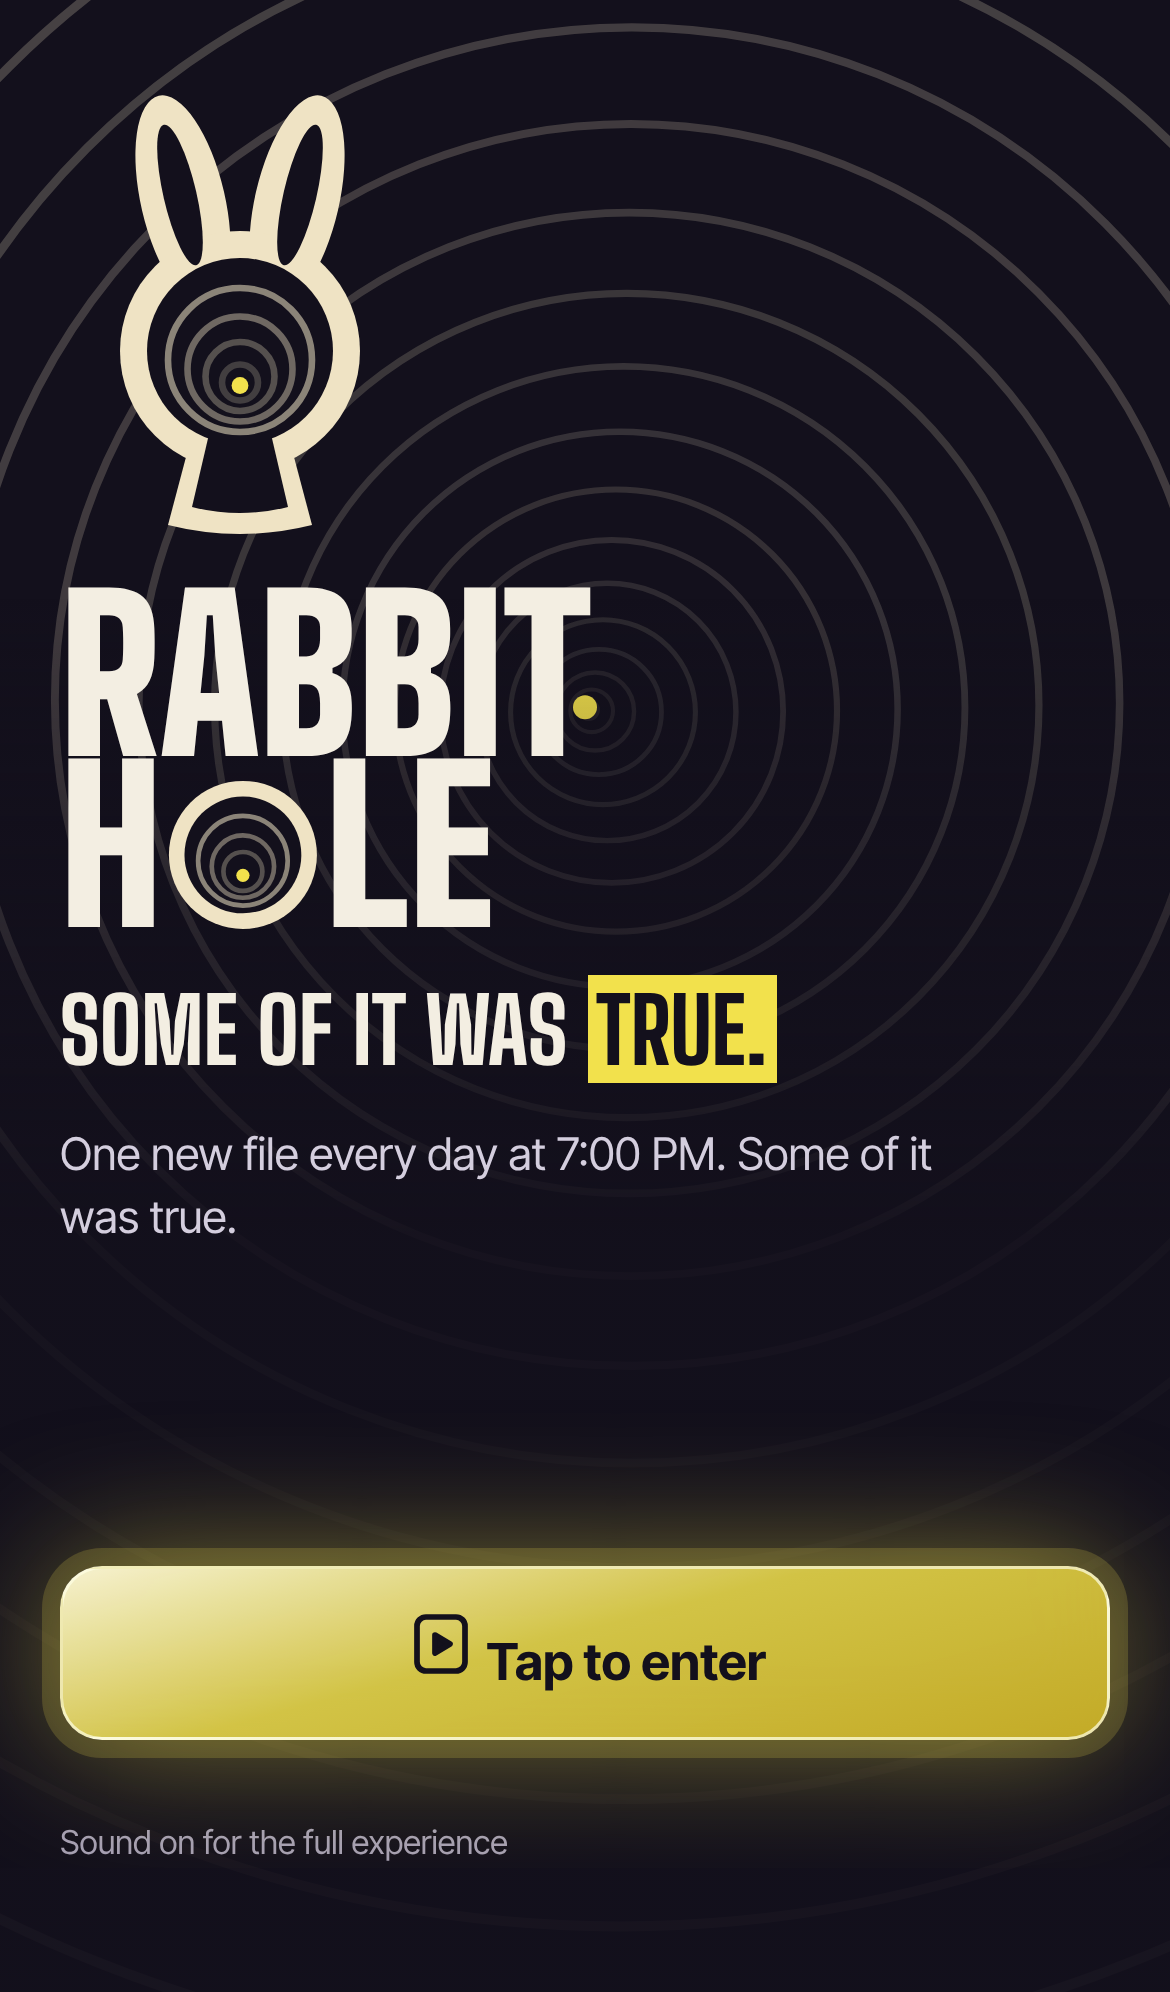 RABBIT
HOLE
SOME OF IT WAS TRUE.
One new file every day at 7:00 PM. Some of it
was true.
Tap to enter
Sound on for the full experience